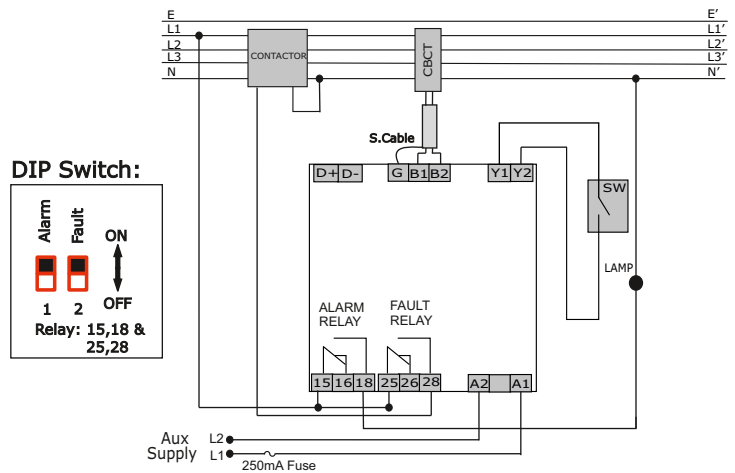 E
E′
L1
L1′
L2
L2′
L3
L3′
N
N′
CONTACTOR
CBCT
S.Cable
DIP Switch:
Alarm
Fault
ON
OFF
1 2
Relay: 15,18 &
25,28
D+ D-
G B1 B2
Y1 Y2
SW
LAMP
ALARM
RELAY
FAULT
RELAY
15 16 18
25 26 28
A2 A1
Aux
Supply
L2
L1
250mA Fuse